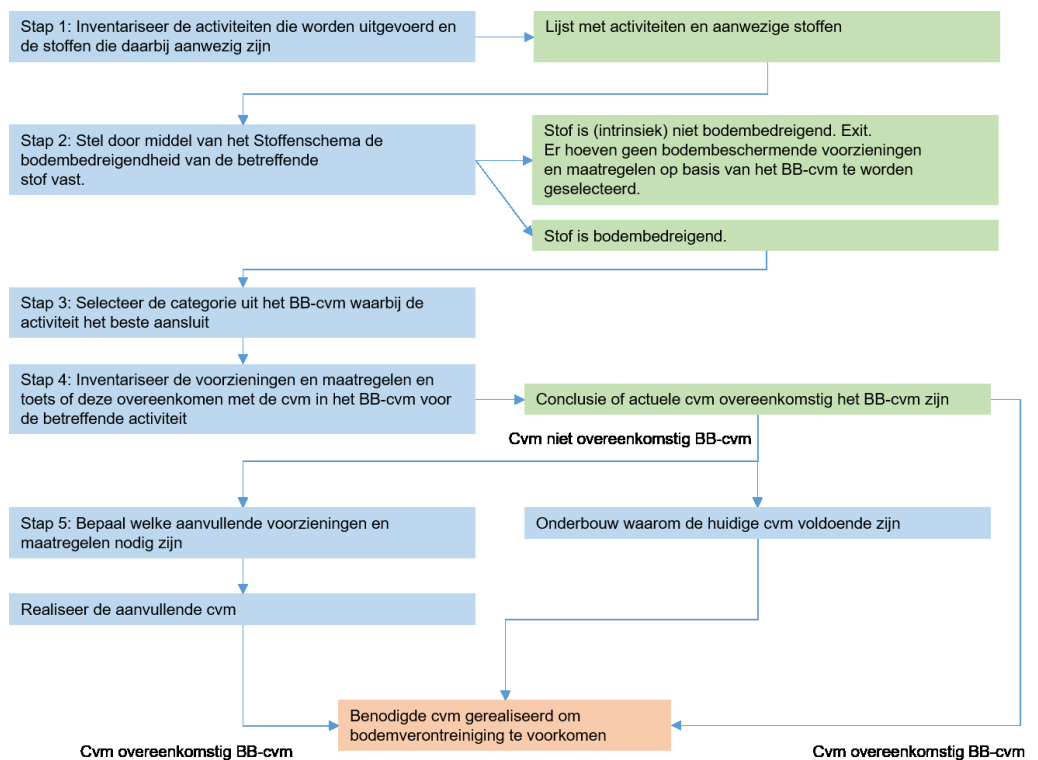 Stap 1: Inventariseer de activiteiten die worden uitgevoerd en
de stoffen die daarbij aanwezig zijn
Lijst met activiteiten en aanwezige stoffen
Stap 2: Stel door middel van het Stoffenschema de
bodembedreigendheid van de betreffende
stof vast.
Stof is (intrinsiek) niet bodembedreigend. Exit.
Er hoeven geen bodembeschermende voorzieningen
en maatregelen op basis van het BB-cvm te worden
geselecteerd.
Stof is bodembedreigend.
Stap 3: Selecteer de categorie uit het BB-cvm waarbij de
activiteit het beste aansluit
Stap 4: Inventariseer de voorzieningen en maatregelen en
toets of deze overeenkomen met de cvm in het BB-cvm voor
de betreffende activiteit
Conclusie of actuele cvm overeenkomstig het BB-cvm zijn
Cvm niet overeenkomstig BB-cvm
Stap 5: Bepaal welke aanvullende voorzieningen en
maatregelen nodig zijn
Onderbouw waarom de huidige cvm voldoende zijn
Realiseer de aanvullende cvm
Benodigde cvm gerealiseerd om
bodemverontreiniging te voorkomen
Cvm overeenkomstig BB-cvm
Cvm overeenkomstig BB-cvm